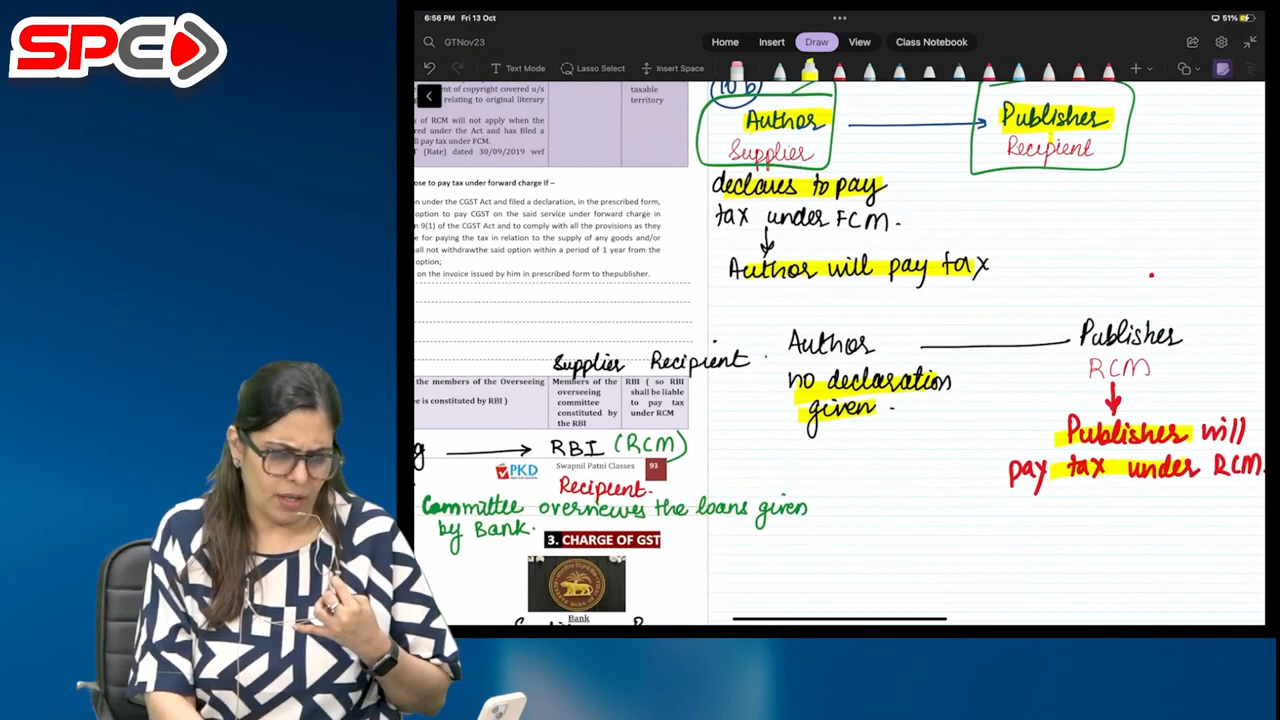 SPC
6:56 PM Fri 13 Oct
51%
GTNov23
Home Insert Draw View Class Notebook
Text Mode Lasso Select Insert Space
ent of copyright covered u/s
g relating to original literary
taxable
territory
s of RCM will not apply when the
red under the Act and has filed a
ll pay tax under FCM.
T (Rate) dated 30/09/2019 wef
10 b
Author
Supplier
Publisher
Recipient
declares to pay
tax under FCM.
Author will pay tax
ose to pay tax under forward charge if –
n under the CGST Act and filed a declaration, in the prescribed form,
option to pay CGST on the said service under forward charge in
n 9(1) of the CGST Act and to comply with all the provisions as they
e for paying the tax in relation to the supply of any goods and/or
hall not withdrawthe said option within a period of 1 year from the
option;
on the invoice issued by him in prescribed form to thepublisher.
Author
no declaration
given.
Publisher
RCM
Publisher will
pay tax under RCM.
Supplier Recipient
the members of the Overseeing
e is constituted by RBI )
Members of
the
overseeing
committee
constituted by
the RBI
RBI ( so RBI
shall be liable
to pay tax
under RCM
g
RBI (RCM)
PKD
Swapnil Patni Classes
93
Recipient.
Committee overviews the loans given
by Bank.
3. CHARGE OF GST
Bank